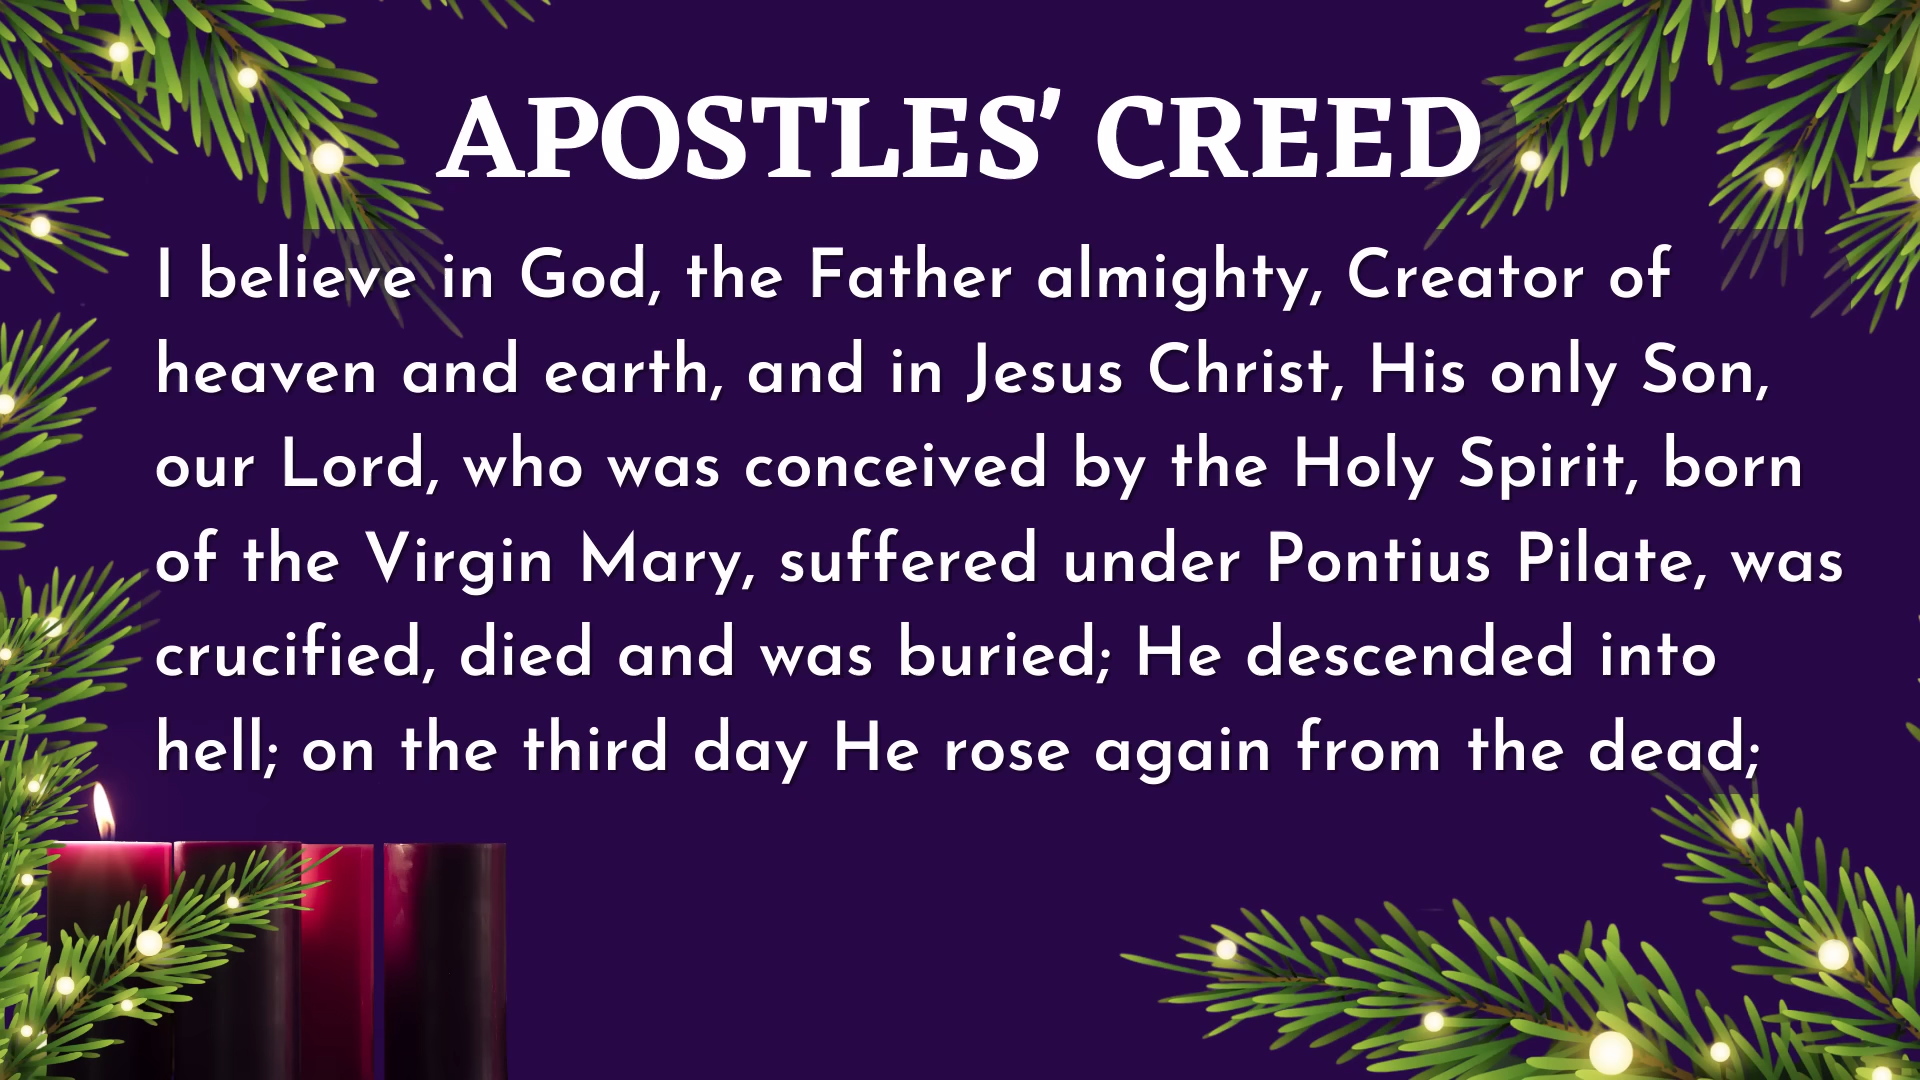 APOSTLES' CREED
I believe in God, the Father almighty, Creator of
heaven and earth, and in Jesus Christ, His only Son,
our Lord, who was conceived by the Holy Spirit, born
of the Virgin Mary, suffered under Pontius Pilate, was
crucified, died and was buried; He descended into
hell; on the third day He rose again from the dead;